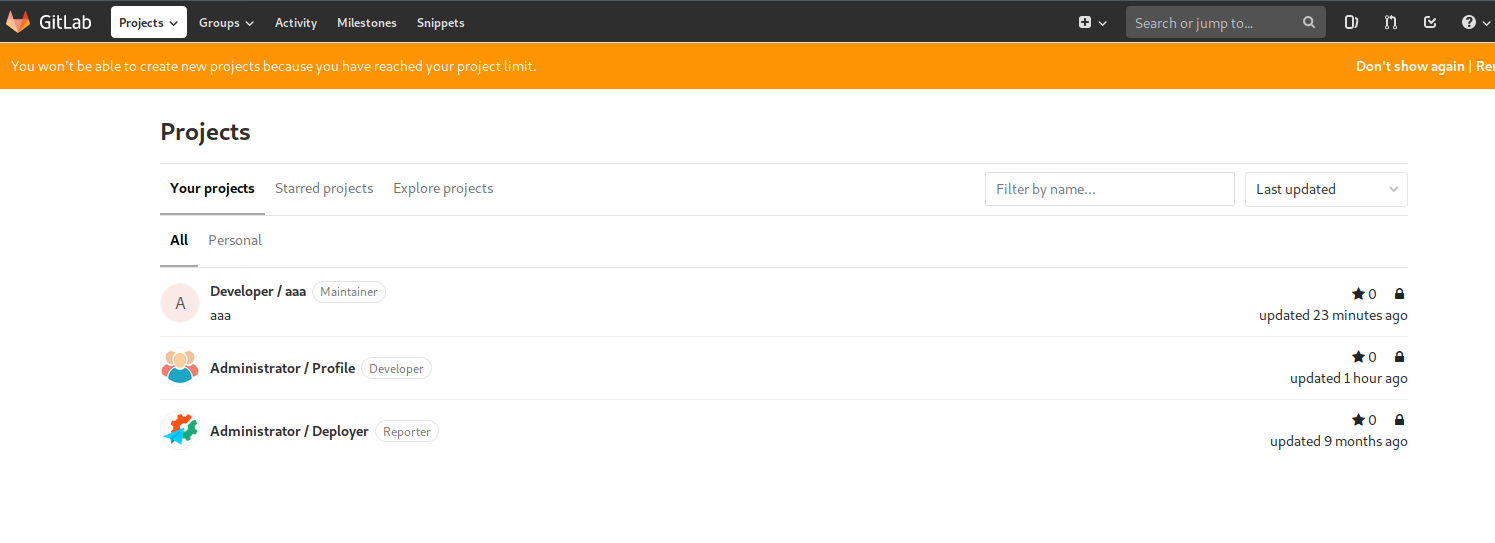 GitLab Projects Groups Activity Milestones Snippets Search or jump to...
You won't be able to create new projects because you have reached your project limit. Don't show again |
Projects
Your projects Starred projects Explore projects Filter by name... Last updated
All Personal
A Developer / aaa Maintainer 0
aaa updated 23 minutes ago
Administrator / Profile Developer 0
updated 1 hour ago
Administrator / Deployer Reporter 0
updated 9 months ago